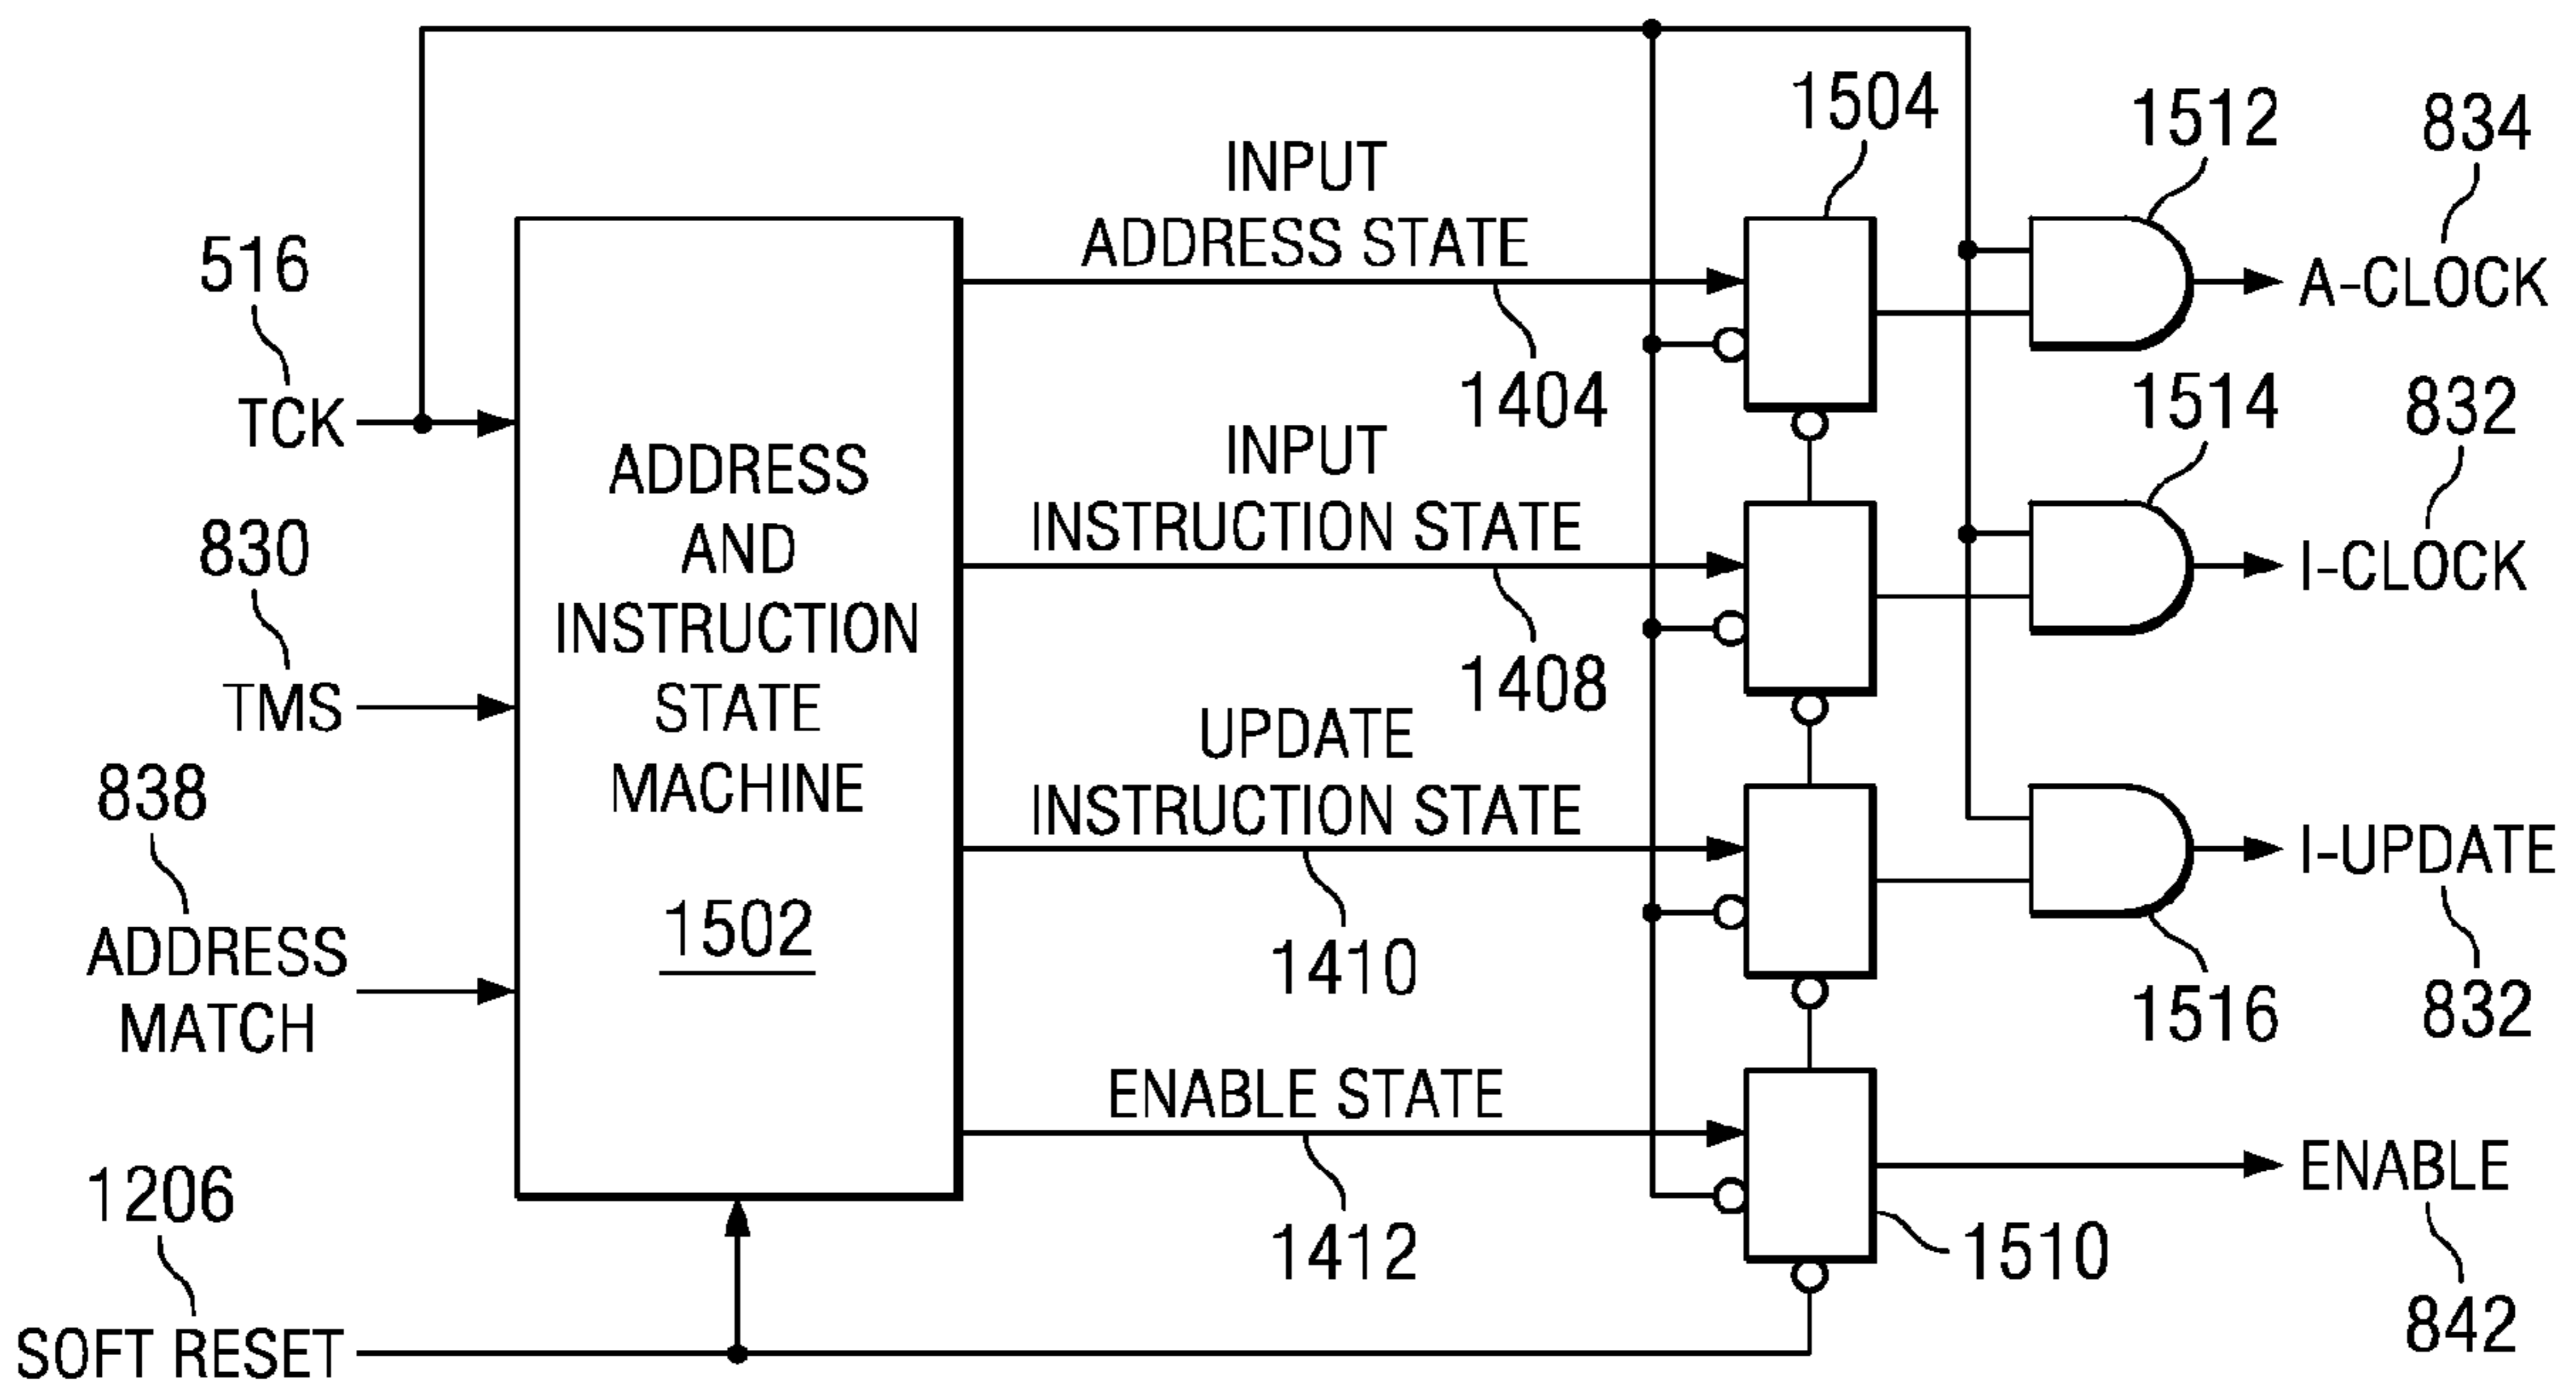 516
TCK
830
TMS
838
ADDRESS
MATCH
1206
SOFT RESET
ADDRESS
AND
INSTRUCTION
STATE
MACHINE
1502
INPUT
ADDRESS STATE
1404
INPUT
INSTRUCTION STATE
1408
UPDATE
INSTRUCTION STATE
1410
ENABLE STATE
1412
1504
1510
1512
834
A-CLOCK
1514
832
I-CLOCK
I-UPDATE
1516
832
ENABLE
842